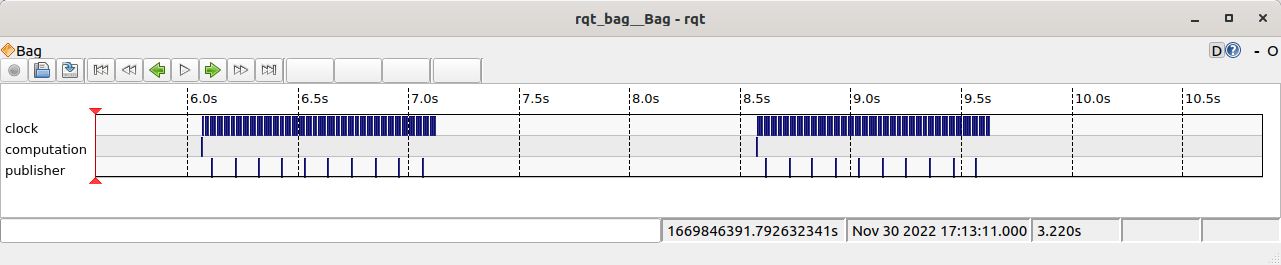 rqt_bag__Bag - rqt
Bag
D
- O
6.0s 6.5s 7.0s 7.5s 8.0s 8.5s 9.0s 9.5s 10.0s 10.5s
clock
computation
publisher
1669846391.792632341s Nov 30 2022 17:13:11.000 3.220s